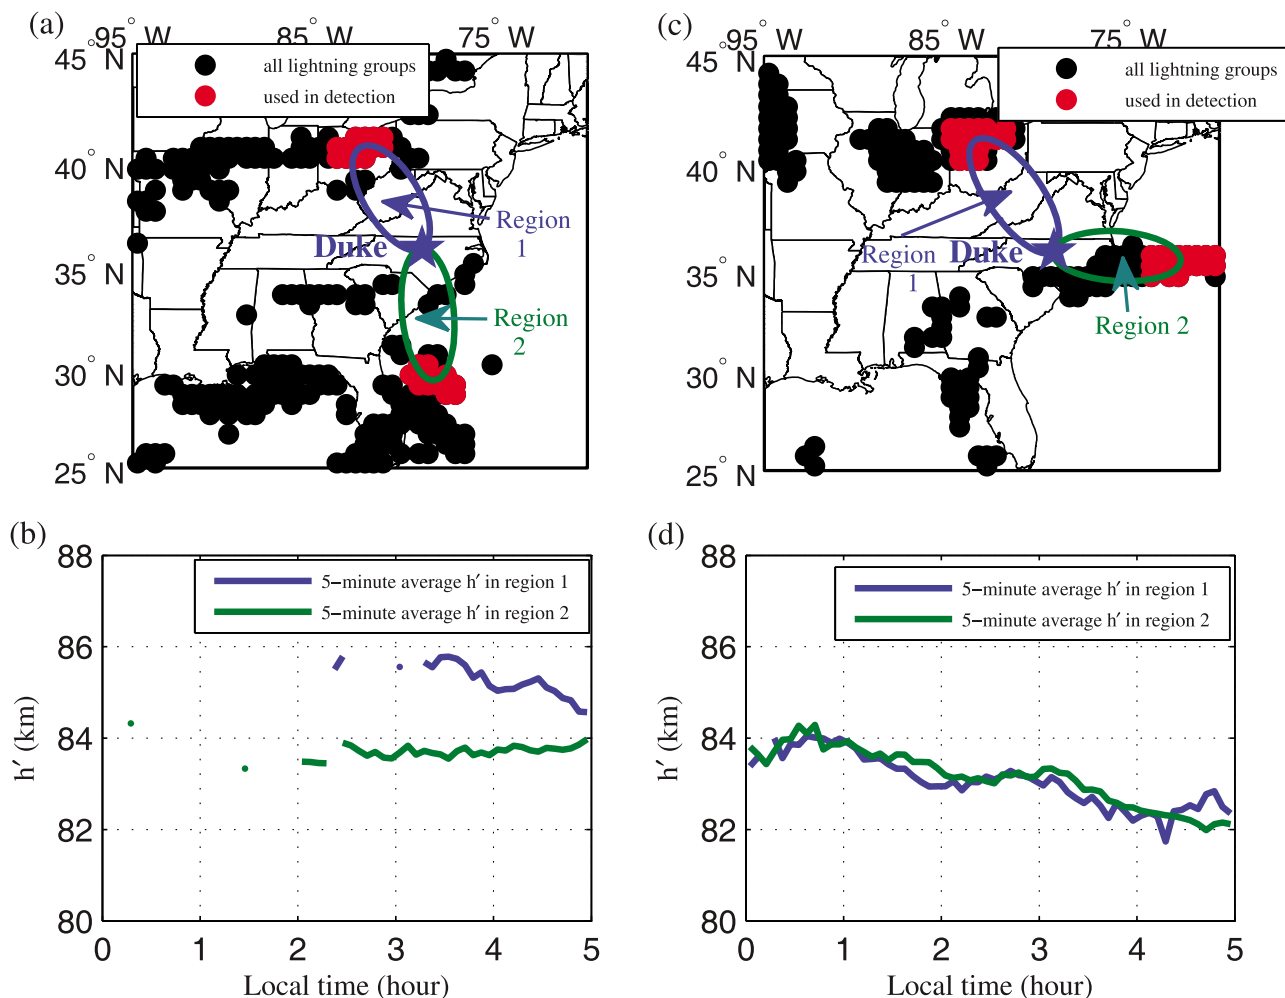 (a)
95° W 85° W 75° W
45° N
all lightning groups
used in detection
40° N
Region
1
Duke
35° N
Region
2
30° N
25° N
(c)
95° W 85° W 75° W
45° N
all lightning groups
used in detection
40° N
Region
1
Duke
35° N
Region 2
30° N
25° N
(b)
88
5−minute average h′ in region 1
5−minute average h′ in region 2
86
84
82
80
h′ (km)
0 1 2 3 4 5
Local time (hour)
(d)
88
5−minute average h′ in region 1
5−minute average h′ in region 2
86
84
82
80
h′ (km)
0 1 2 3 4 5
Local time (hour)